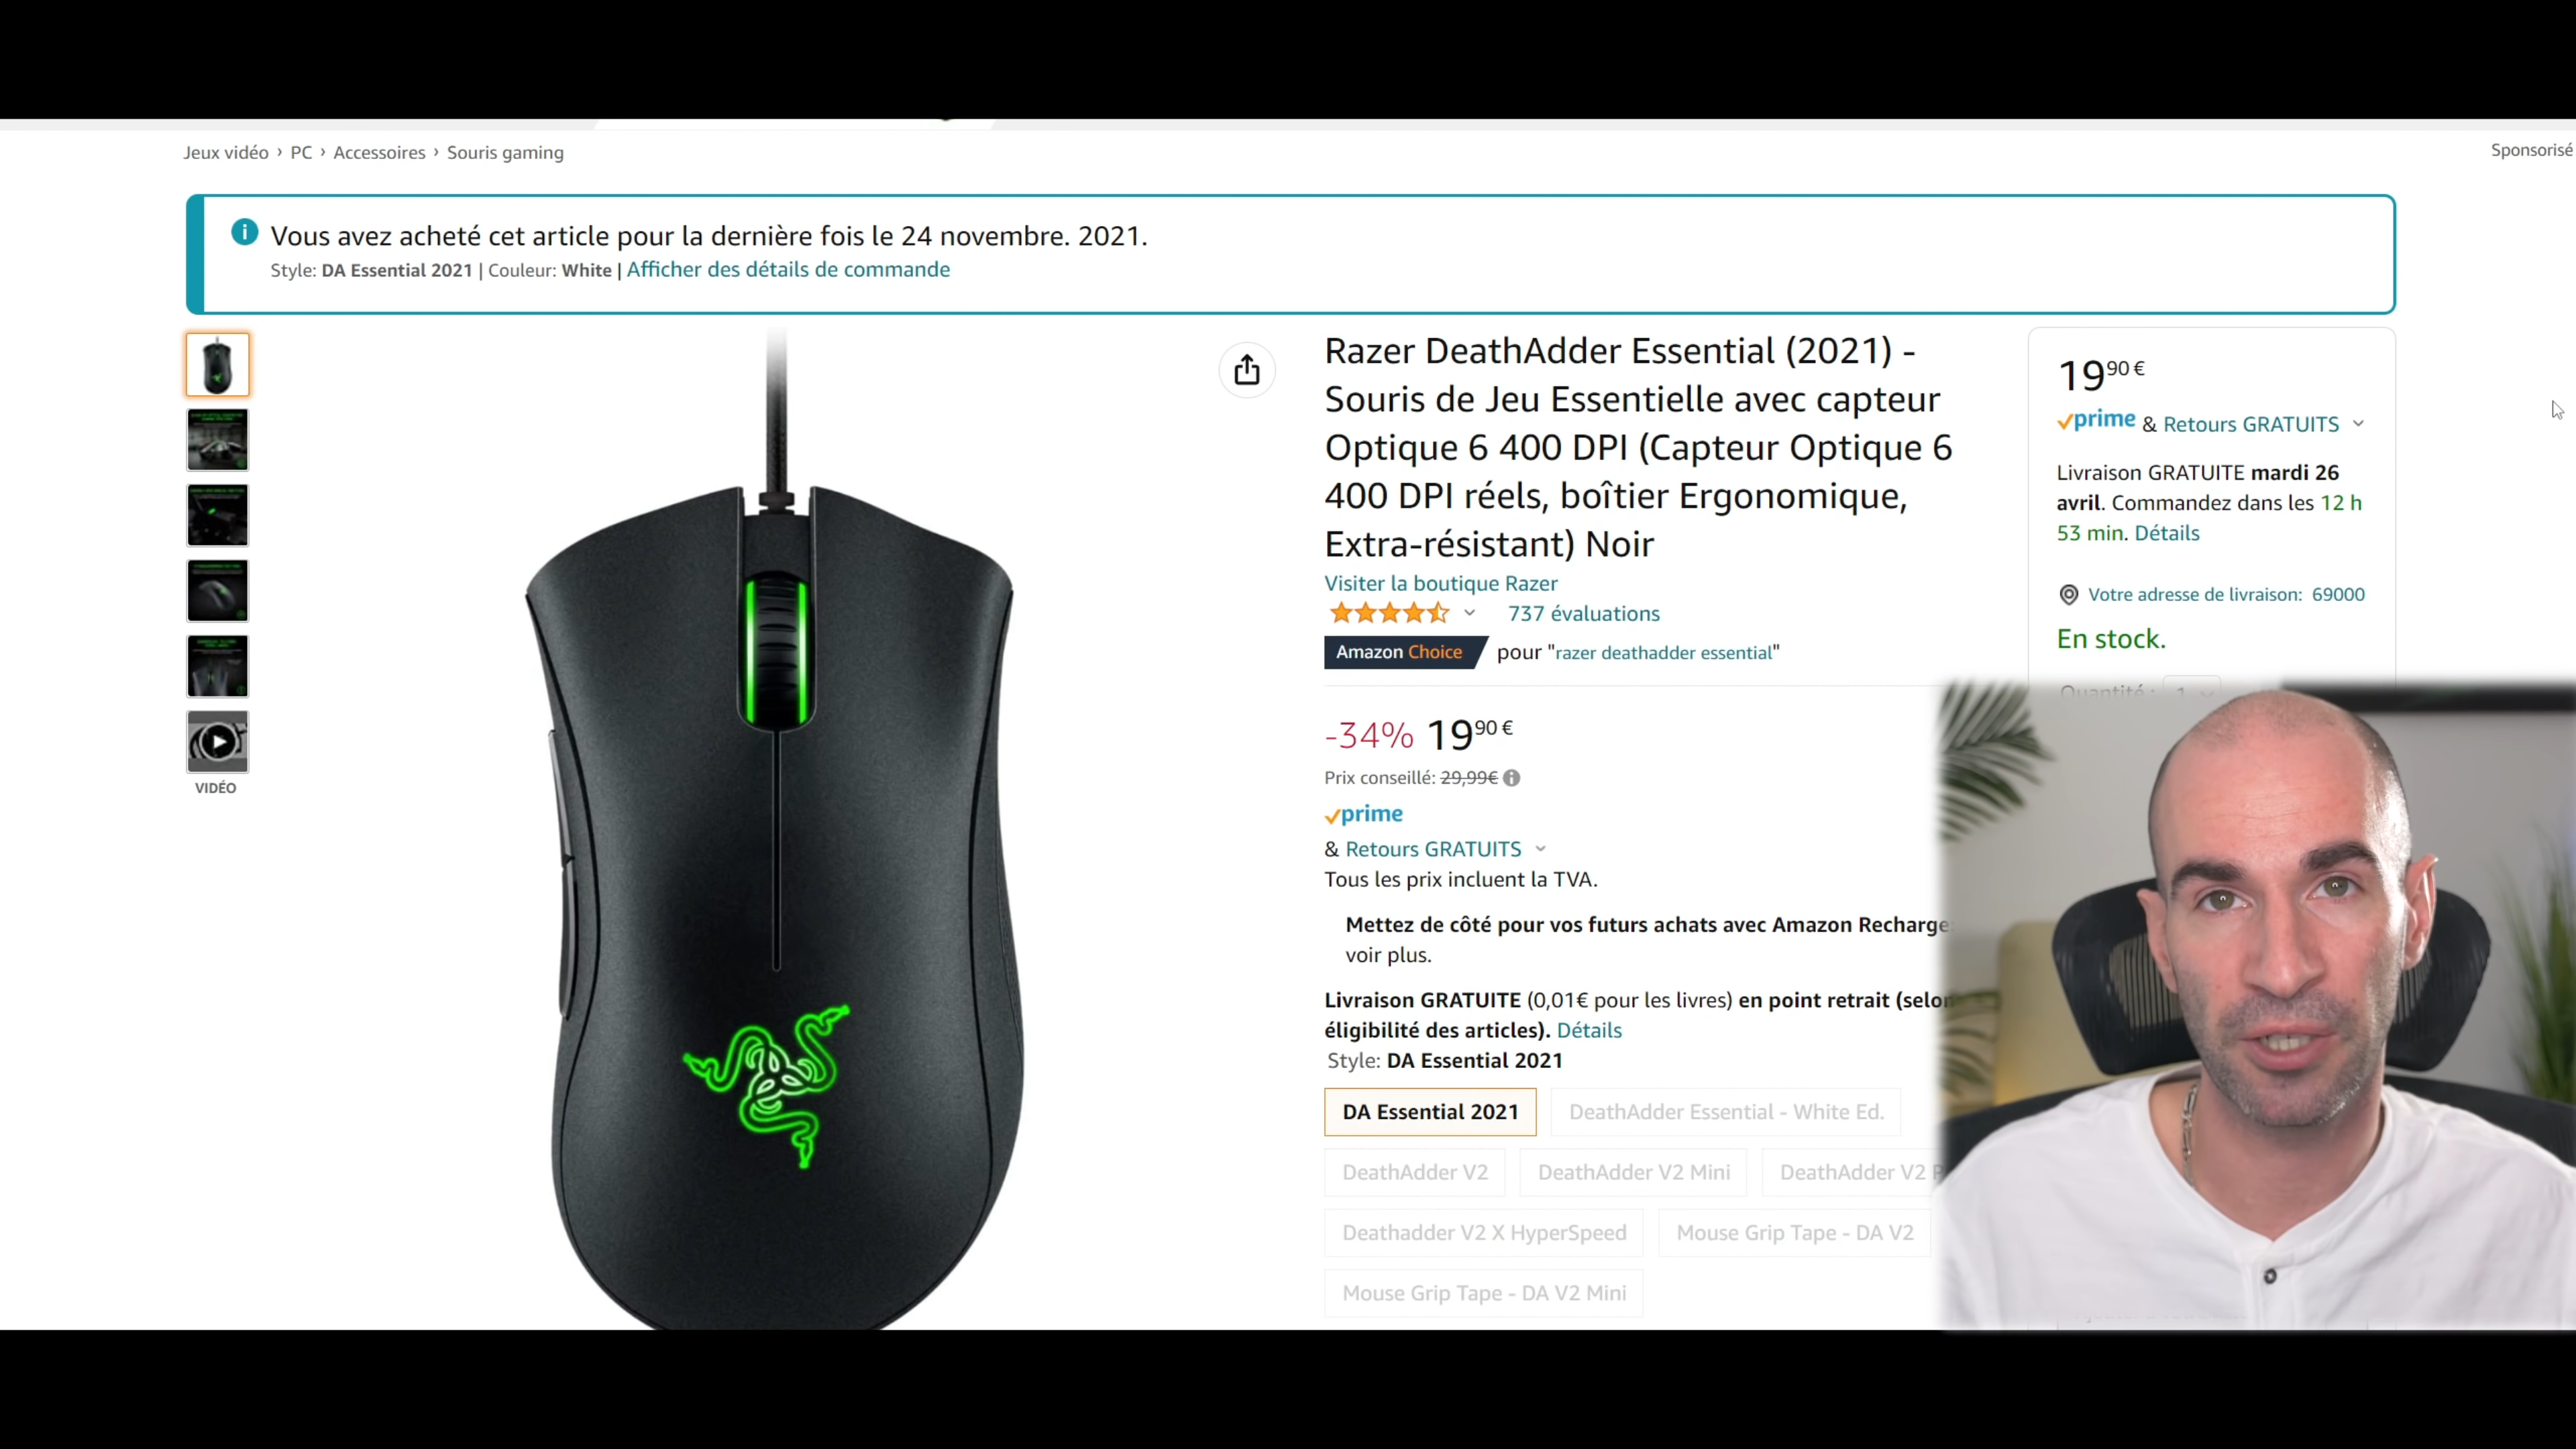 Jeux vidéo › PC › Accessoires › Souris gaming
Sponsorisé
Vous avez acheté cet article pour la dernière fois le 24 novembre. 2021.
Style: DA Essential 2021 | Couleur: White | Afficher des détails de commande
VIDÉO
Razer DeathAdder Essential (2021) -
Souris de Jeu Essentielle avec capteur
Optique 6 400 DPI (Capteur Optique 6
400 DPI réels, boîtier Ergonomique,
Extra-résistant) Noir
Visiter la boutique Razer
737 évaluations
Amazon Choice pour "razer deathadder essential"
-34% 19⁹⁰ €
Prix conseillé: 29,99€
prime
& Retours GRATUITS
Tous les prix incluent la TVA.
Mettez de côté pour vos futurs achats avec Amazon Recharge
voir plus.
Livraison GRATUITE (0,01€ pour les livres) en point retrait (selon
éligibilité des articles). Détails
Style: DA Essential 2021
DA Essential 2021
DeathAdder Essential - White Ed.
DeathAdder V2
DeathAdder V2 Mini
DeathAdder V2 P
Deathadder V2 X HyperSpeed
Mouse Grip Tape - DA V2
Mouse Grip Tape - DA V2 Mini
19⁹⁰ €
prime & Retours GRATUITS
Livraison GRATUITE mardi 26
avril. Commandez dans les 12 h
53 min. Détails
Votre adresse de livraison: 69000
En stock.
Quantité : 1